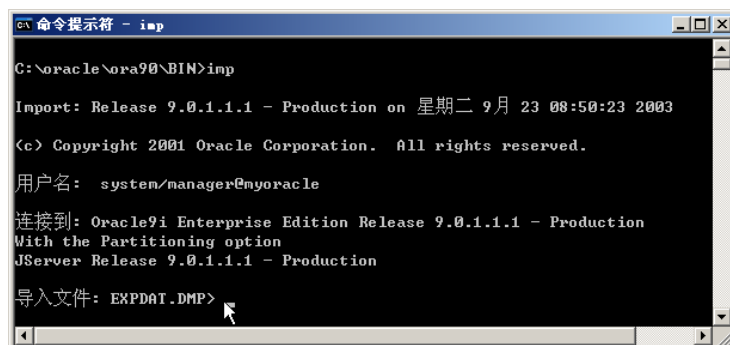 命令提示符 - imp
C:\oracle\ora90\BIN>imp
Import: Release 9.0.1.1.1 - Production on 星期二 9月 23 08:50:23 2003
(c) Copyright 2001 Oracle Corporation.  All rights reserved.
用户名:  system/manager@myoracle
连接到: Oracle9i Enterprise Edition Release 9.0.1.1.1 - Production
With the Partitioning option
JServer Release 9.0.1.1.1 - Production
导入文件: EXPDAT.DMP> _